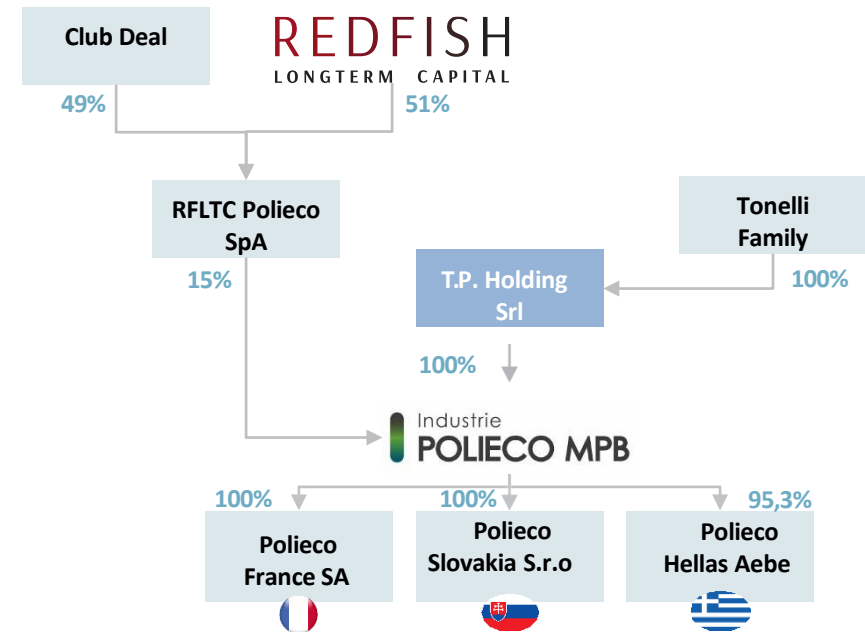 Club Deal
REDFISH
LONGTERM CAPITAL
49%
51%
RFLTC Polieco
SpA
Tonelli
Family
15%
T.P. Holding
Srl
100%
100%
Industrie
POLIECO MPB
100%
100%
95,3%
Polieco
France SA
Polieco
Slovakia S.r.o
Polieco
Hellas Aebe